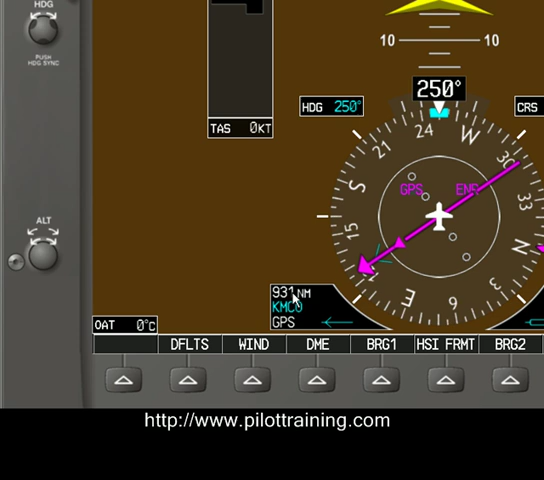 HDG
PUSH
HDG SYNC
10 10
250°
HDG 250°
CRS
TAS 0KT
21 24 W 30 33 N 3 6 E 15 S
GPS ENR
ALT
931NM
KMCO
GPS
OAT 0°C
DFLTS WIND DME BRG1 HSI FRMT BRG2
http://www.pilottraining.com